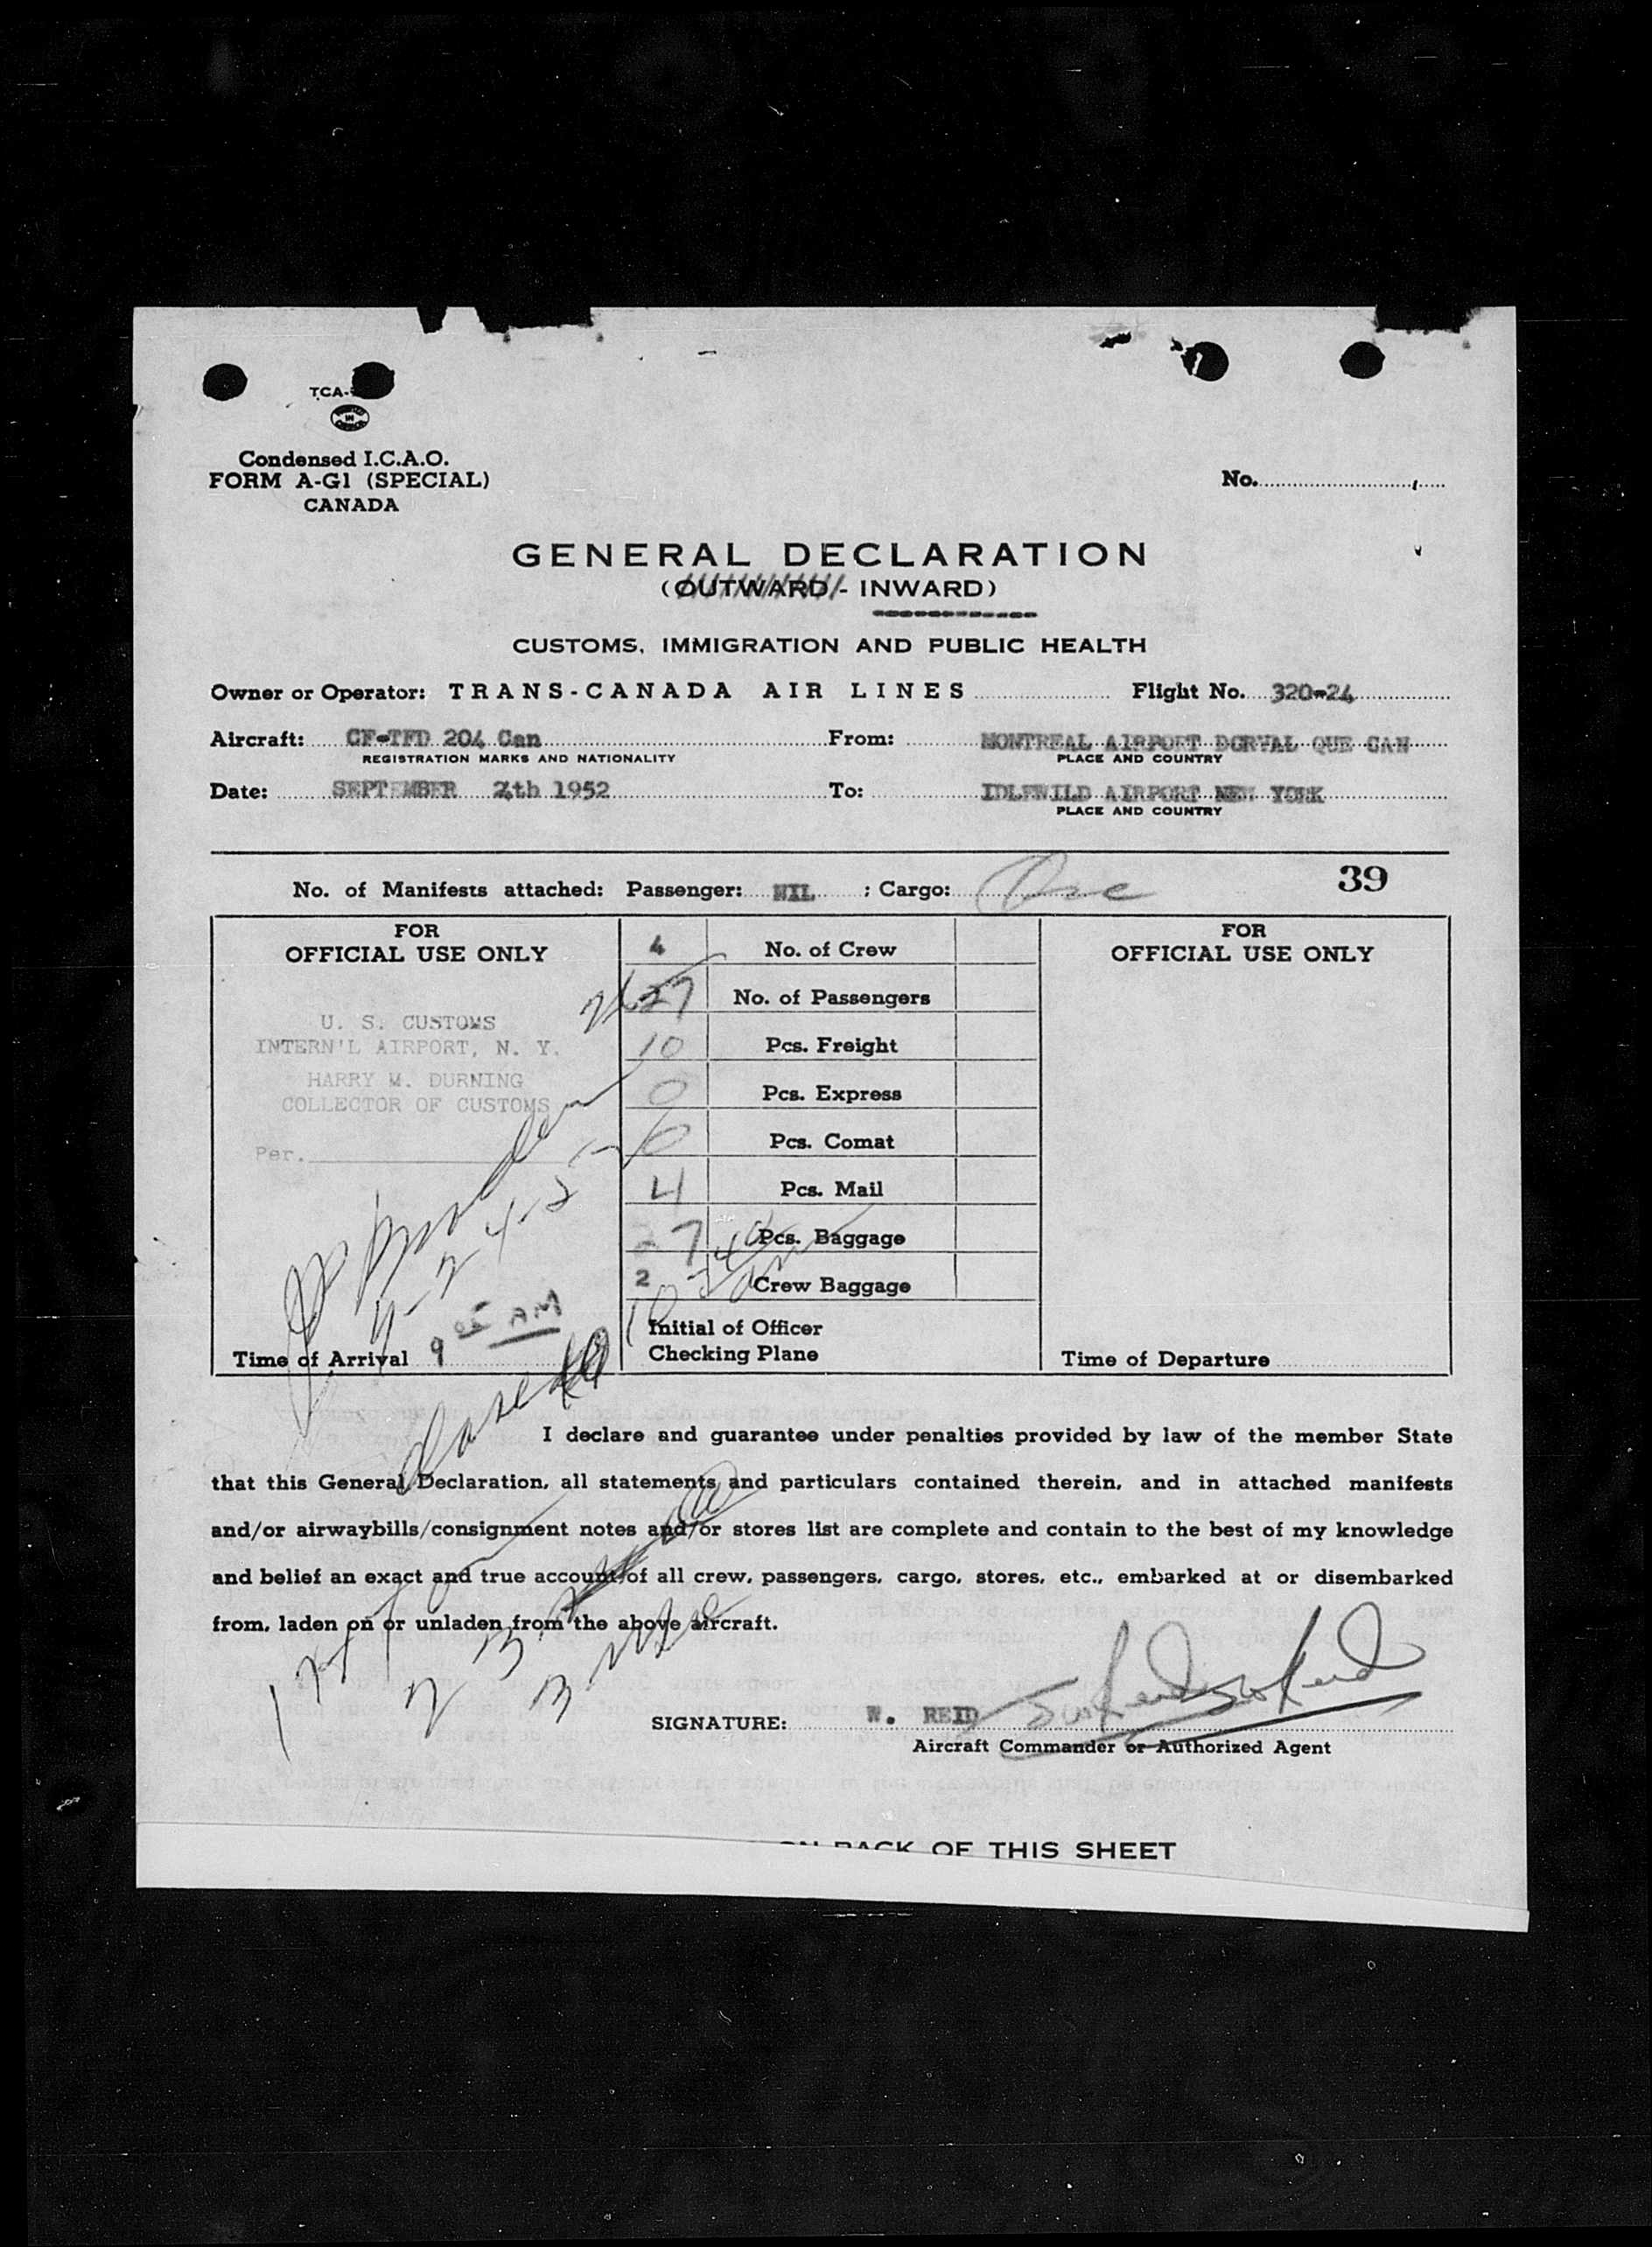 TCA-
Condensed I.C.A.O.
FORM A-G1 (SPECIAL)
CANADA
No.
GENERAL DECLARATION
(OUTWARD - INWARD)
CUSTOMS, IMMIGRATION AND PUBLIC HEALTH
Owner or Operator: TRANS-CANADA AIR LINES Flight No. 320-24
Aircraft: CF-TFD 204 Can From: MONTREAL AIRPORT DORVAL QUE CAN
REGISTRATION MARKS AND NATIONALITY PLACE AND COUNTRY
Date: SEPTEMBER 24th 1952 To: IDLEWILD AIRPORT NEW YORK
PLACE AND COUNTRY
39
No. of Manifests attached: Passenger: NIL : Cargo: One
FOR
OFFICIAL USE ONLY
U. S. CUSTOMS
INTERN'L AIRPORT, N. Y.
HARRY M. DURNING
COLLECTOR OF CUSTOMS
Per.
9-24-52
9 20 AM
Time of Arrival
4 No. of Crew
26 27 No. of Passengers
10 Pcs. Freight
0 Pcs. Express
0 Pcs. Comat
4 Pcs. Mail
27 Pcs. Baggage
2 Crew Baggage
Initial of Officer
Checking Plane
FOR
OFFICIAL USE ONLY
Time of Departure
I declare and guarantee under penalties provided by law of the member State
that this General Declaration, all statements and particulars contained therein, and in attached manifests
and/or airwaybills/consignment notes and/or stores list are complete and contain to the best of my knowledge
and belief an exact and true account of all crew, passengers, cargo, stores, etc., embarked at or disembarked
from, laden on or unladen from the above aircraft.
SIGNATURE: W. REID
Aircraft Commander or Authorized Agent
ON BACK OF THIS SHEET